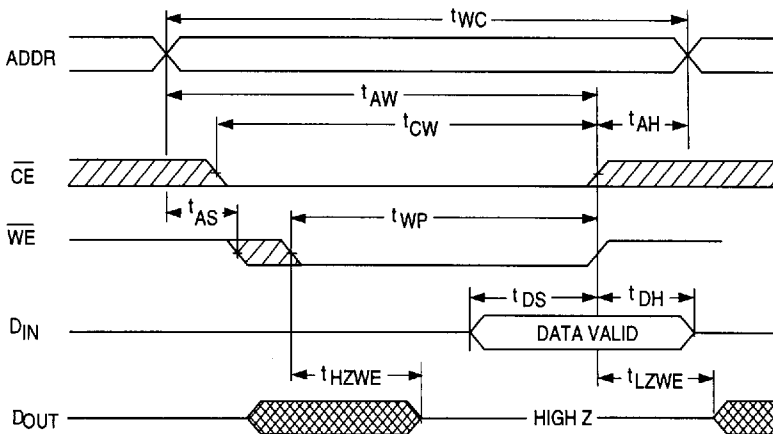 tWC
ADDR
tAW
tCW
tAH
CE
tAS
tWP
WE
tDS
tDH
DIN
DATA VALID
tHZWE
tLZWE
DOUT
HIGH Z